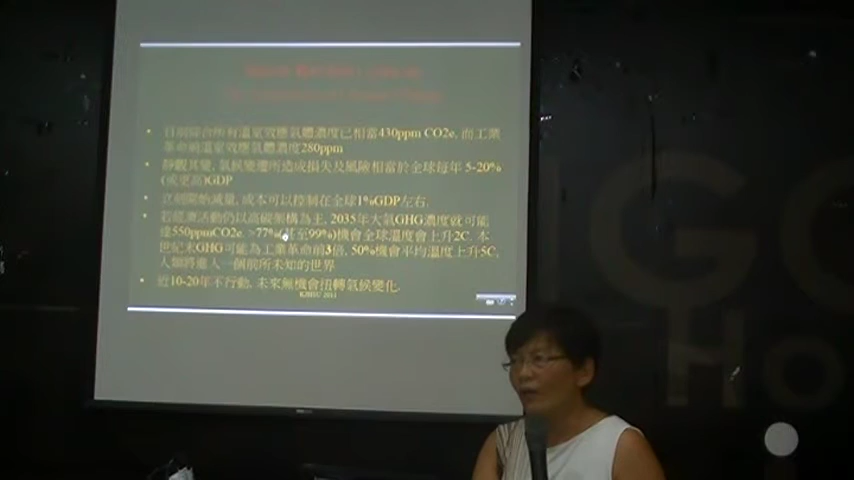 • 目前綜合所有溫室效應氣體濃度已相當430ppm CO2e, 而工業
革命前溫室效應氣體濃度280ppm
• 靜觀其變, 氣候變遷所造成損失及風險相當於全球每年 5-20%
(或更高)GDP
• 立刻開始減量, 成本可以控制在全球1%GDP左右.
• 若經濟活動仍以高碳架構為主, 2035年大氣GHG濃度就可能
達550ppmCO2e. >77%(甚至99%)機會全球溫度會上升2C. 本
世紀末GHG可能為工業革命前3倍, 50%機會平均溫度上升5C,
人類將進入一個前所未知的世界
• 近10-20年不行動, 未來無機會扭轉氣候變化.
2011
Ho